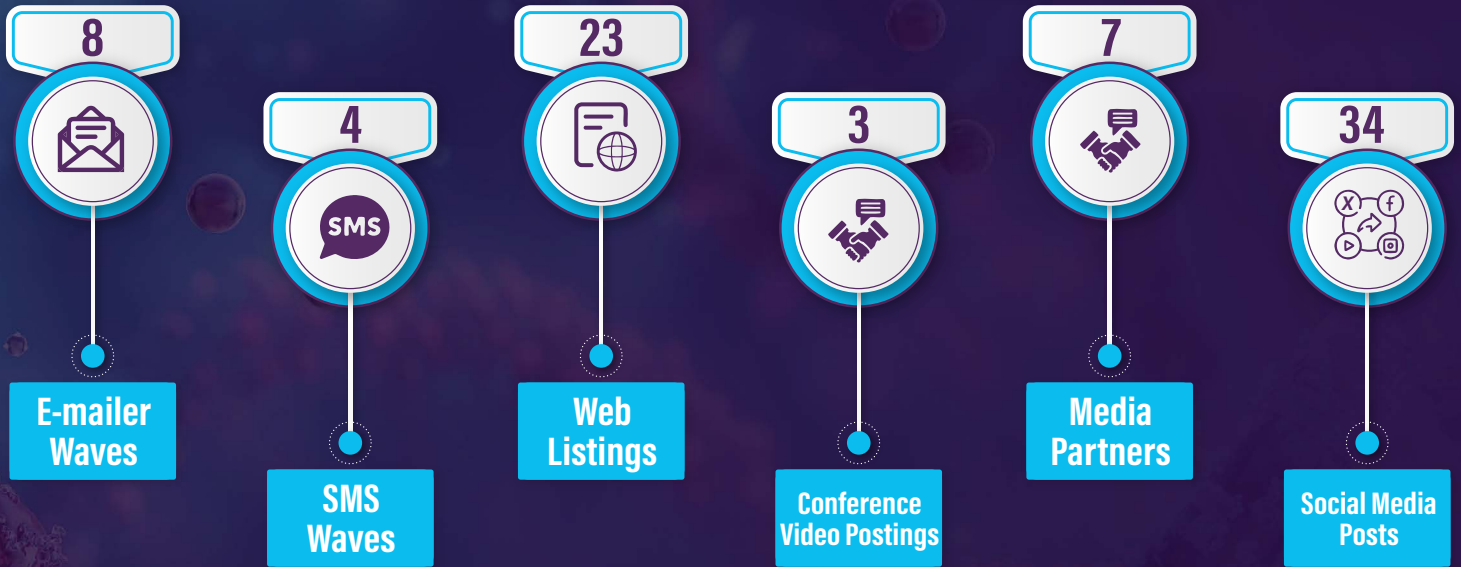 8
E-mailer
Waves
4
SMS
SMS
Waves
23
Web
Listings
3
Conference
Video Postings
7
Media
Partners
34
X f
Social Media
Posts